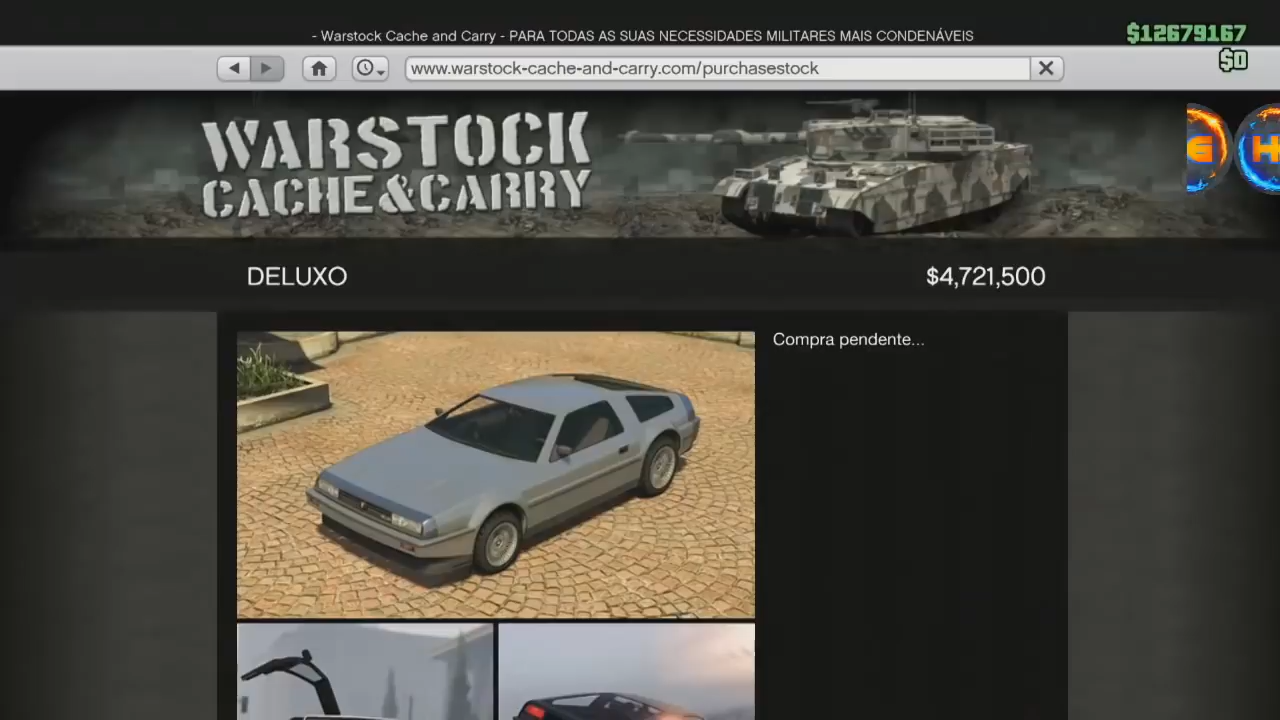 - Warstock Cache and Carry - PARA TODAS AS SUAS NECESSIDADES MILITARES MAIS CONDENÁVEIS
$12679167
$0
www.warstock-cache-and-carry.com/purchasestock
WARSTOCK
CACHE&CARRY
G H
DELUXO $4,721,500
Compra pendente...